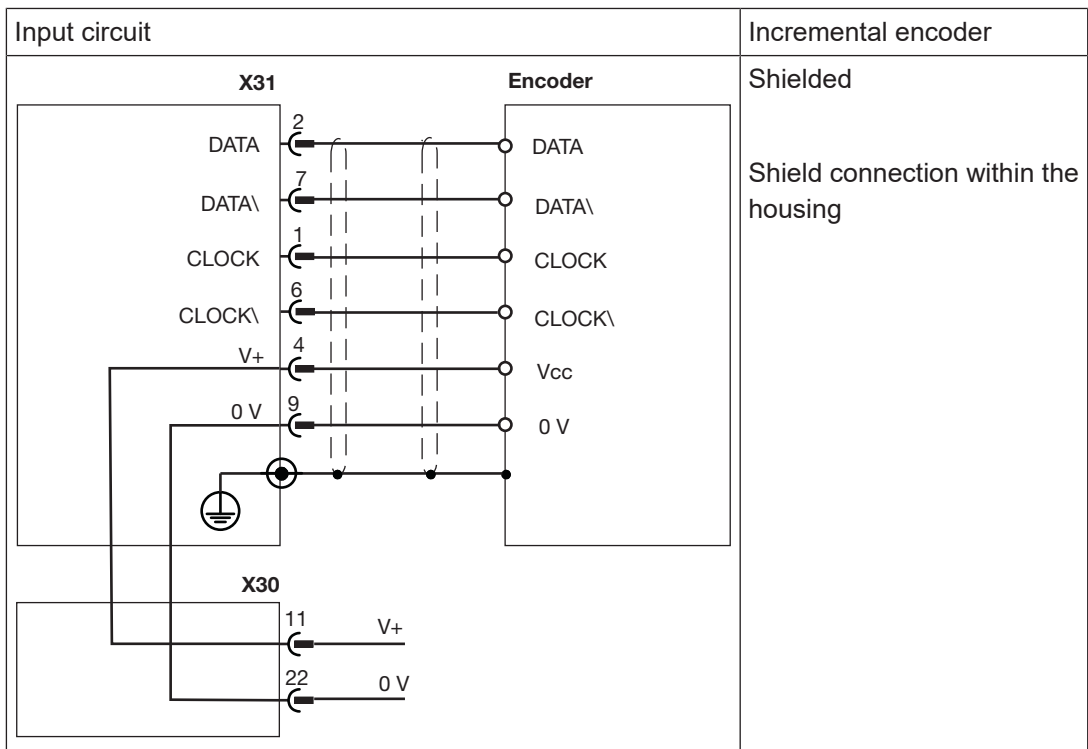 Input circuit
Incremental encoder
X31
Encoder
Shielded
2
DATA
DATA
Shield connection within the
housing
7
DATA\
DATA\
1
CLOCK
CLOCK
6
CLOCK\
CLOCK\
4
V+
Vcc
9
0 V
0 V
X30
11
V+
22
0 V